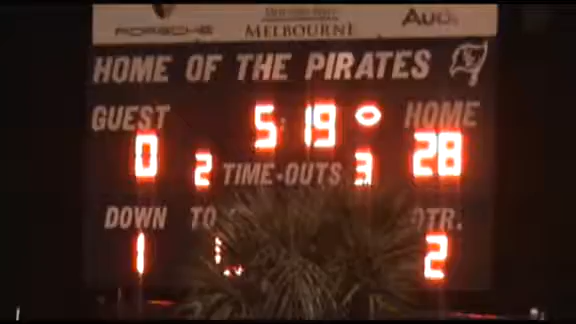 PORSCHE
MELBOURNE
Audi
HOME OF THE PIRATES
GUEST 5:19 HOME
0 28
2 TIME-OUTS 3
DOWN TO QTR.
1 1 2